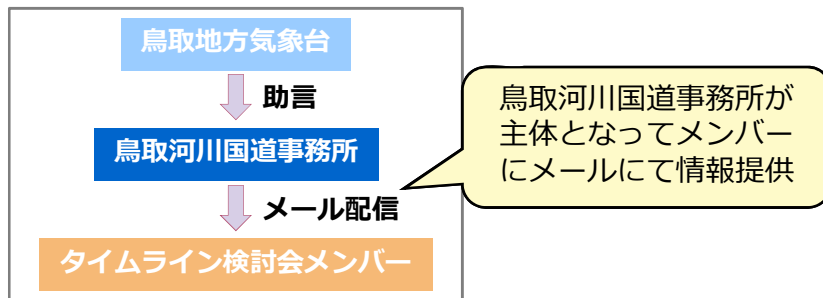 鳥取地方気象台
助言
鳥取河川国道事務所
メール配信
タイムライン検討会メンバー
鳥取河川国道事務所が
主体となってメンバー
にメールにて情報提供